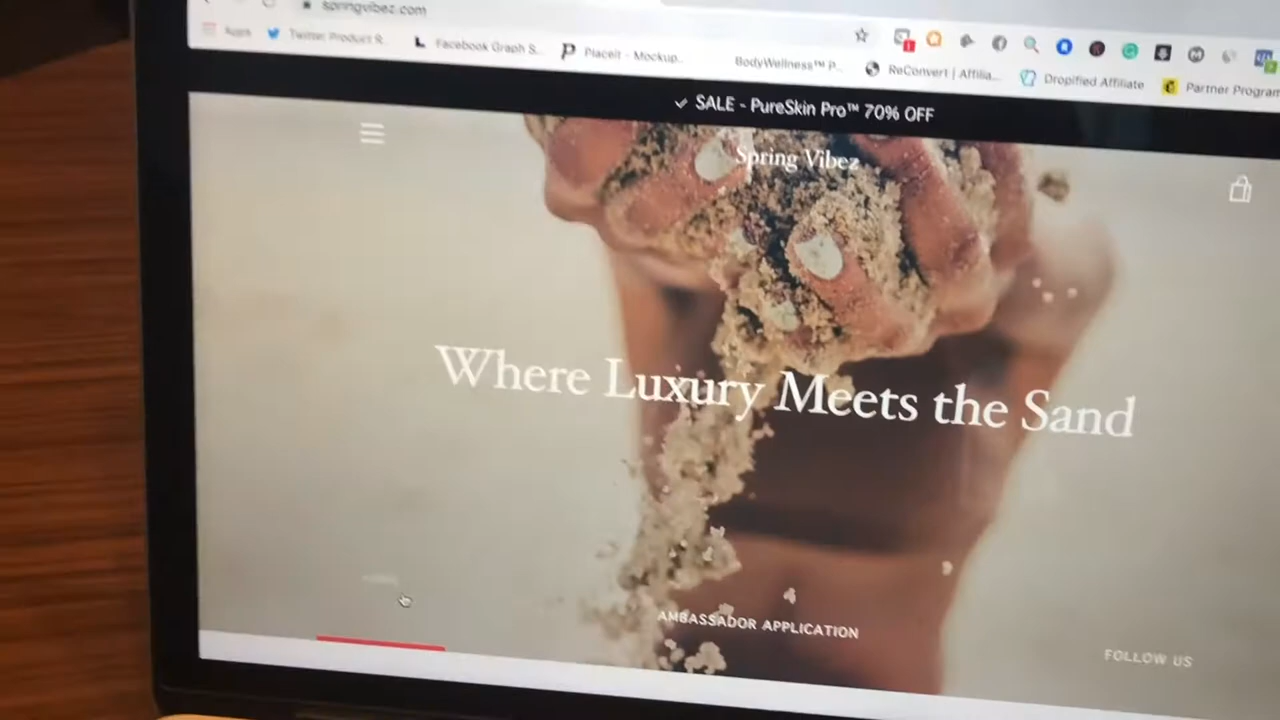 springvibez.com
Apps
Twitter Product R...
Facebook Graph S...
Placeit - Mockup...
BodyWellness™ P...
ReConvert | Affilia...
Dropified Affiliate
Partner Program
✓ SALE - PureSkin Pro™ 70% OFF
Spring Vibez
Where Luxury Meets the Sand
AMBASSADOR APPLICATION
FOLLOW US